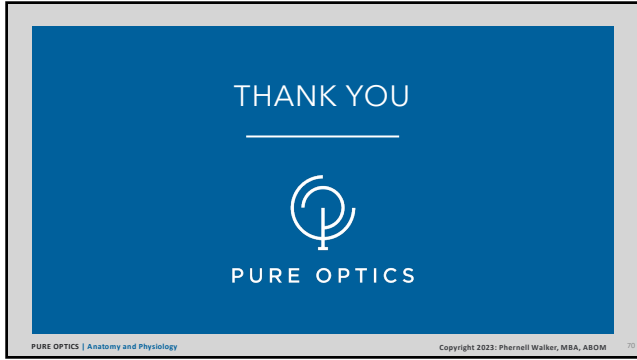 THANK YOU
PURE OPTICS
PURE OPTICS | Anatomy and Physiology
Copyright 2023: Phernell Walker, MBA, ABOM
70